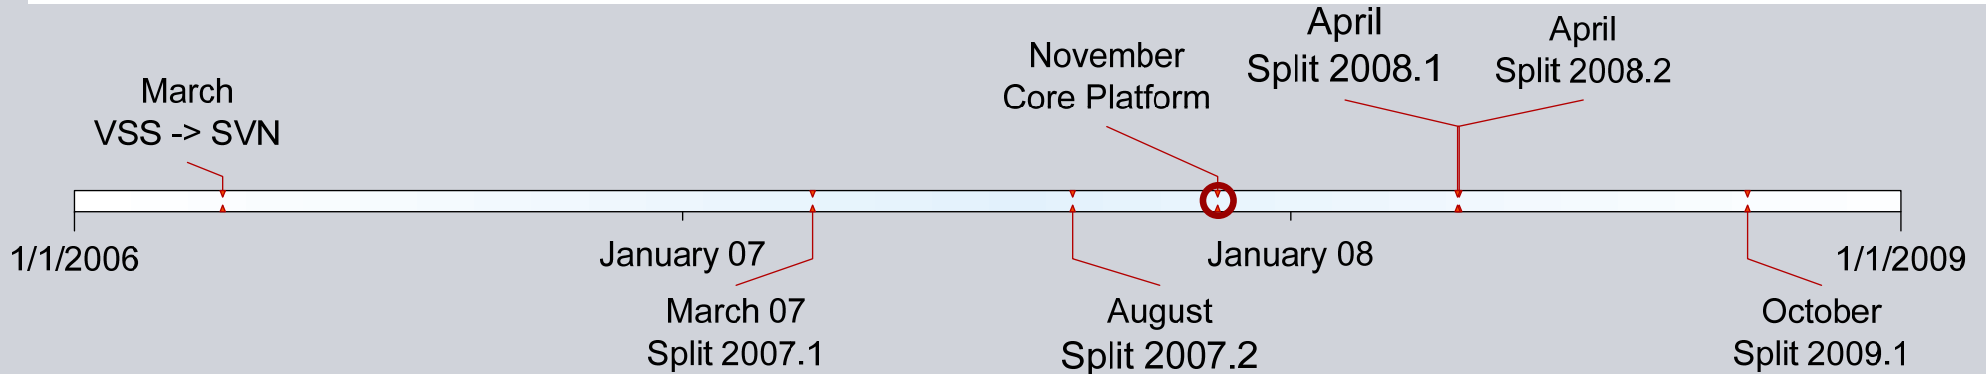 March
VSS -> SVN
November
Core Platform
April
Split 2008.1
April
Split 2008.2
1/1/2006
January 07
January 08
1/1/2009
March 07
Split 2007.1
August
Split 2007.2
October
Split 2009.1